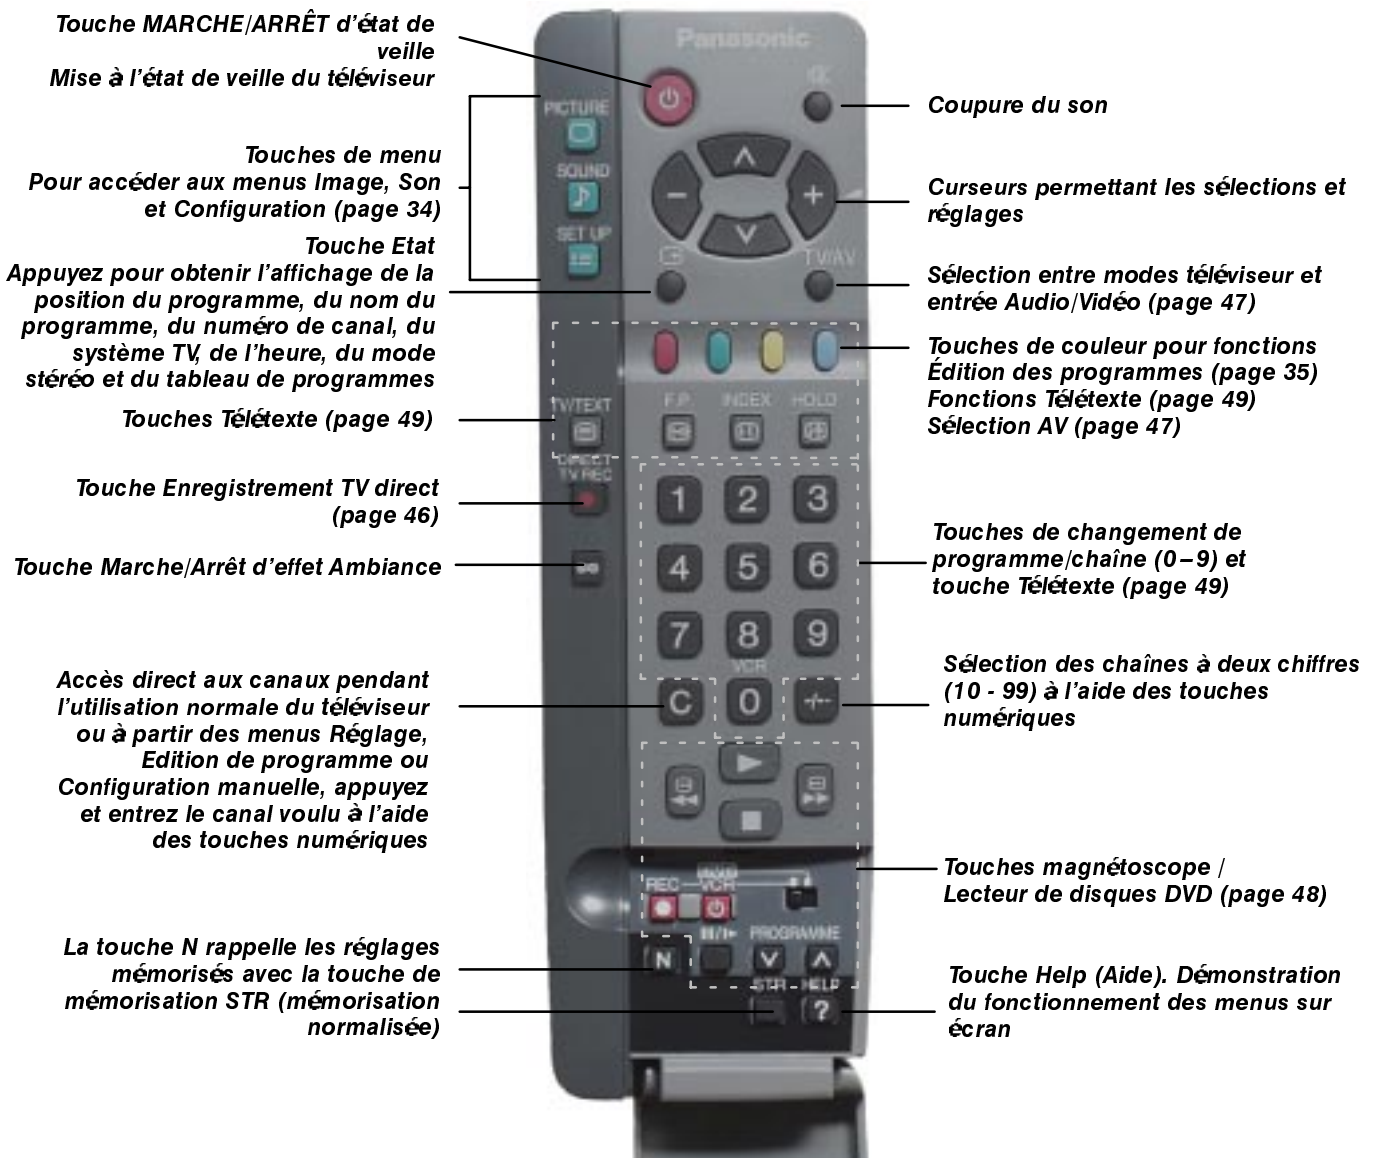 Touche MARCHE/ARRÊT d'état de
veille
Mise à l'état de veille du téléviseur
Touches de menu
Pour accéder aux menus Image, Son
et Configuration (page 34)
Touche Etat
Appuyez pour obtenir l'affichage de la
position du programme, du nom du
programme, du numéro de canal, du
système TV, de l'heure, du mode
stéréo et du tableau de programmes
Touches Télétexte (page 49)
Touche Enregistrement TV direct
(page 46)
Touche Marche/Arrêt d'effet Ambiance
Accès direct aux canaux pendant
l'utilisation normale du téléviseur
ou à partir des menus Réglage,
Edition de programme ou
Configuration manuelle, appuyez
et entrez le canal voulu à l'aide
des touches numériques
La touche N rappelle les réglages
mémorisés avec la touche de
mémorisation STR (mémorisation
normalisée)
Panasonic
PICTURE
SOUND
SET UP
TV/AV
TV/TEXT
F.P.
INDEX
HOLD
DIRECT
TV REC
1 2 3
4 5 6
7 8 9
VCR
C 0 -/--
REC
VCR
II/I▶
PROGRAMME
N
STR
HELP
?
Coupure du son
Curseurs permettant les sélections et
réglages
Sélection entre modes téléviseur et
entrée Audio/Vidéo (page 47)
Touches de couleur pour fonctions
Édition des programmes (page 35)
Fonctions Télétexte (page 49)
Sélection AV (page 47)
Touches de changement de
programme/chaîne (0–9) et
touche Télétexte (page 49)
Sélection des chaînes à deux chiffres
(10 - 99) à l'aide des touches
numériques
Touches magnétoscope /
Lecteur de disques DVD (page 48)
Touche Help (Aide). Démonstration
du fonctionnement des menus sur
écran